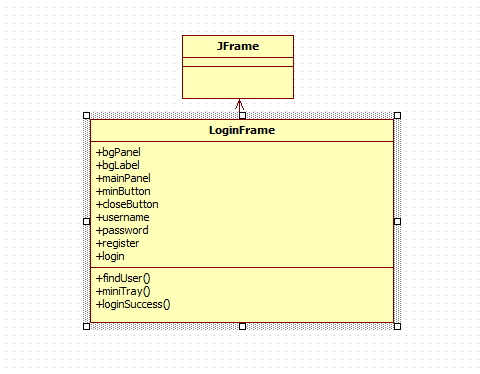 JFrame
LoginFrame
+bgPanel
+bgLabel
+mainPanel
+minButton
+closeButton
+username
+password
+register
+login
+findUser()
+miniTray()
+loginSuccess()